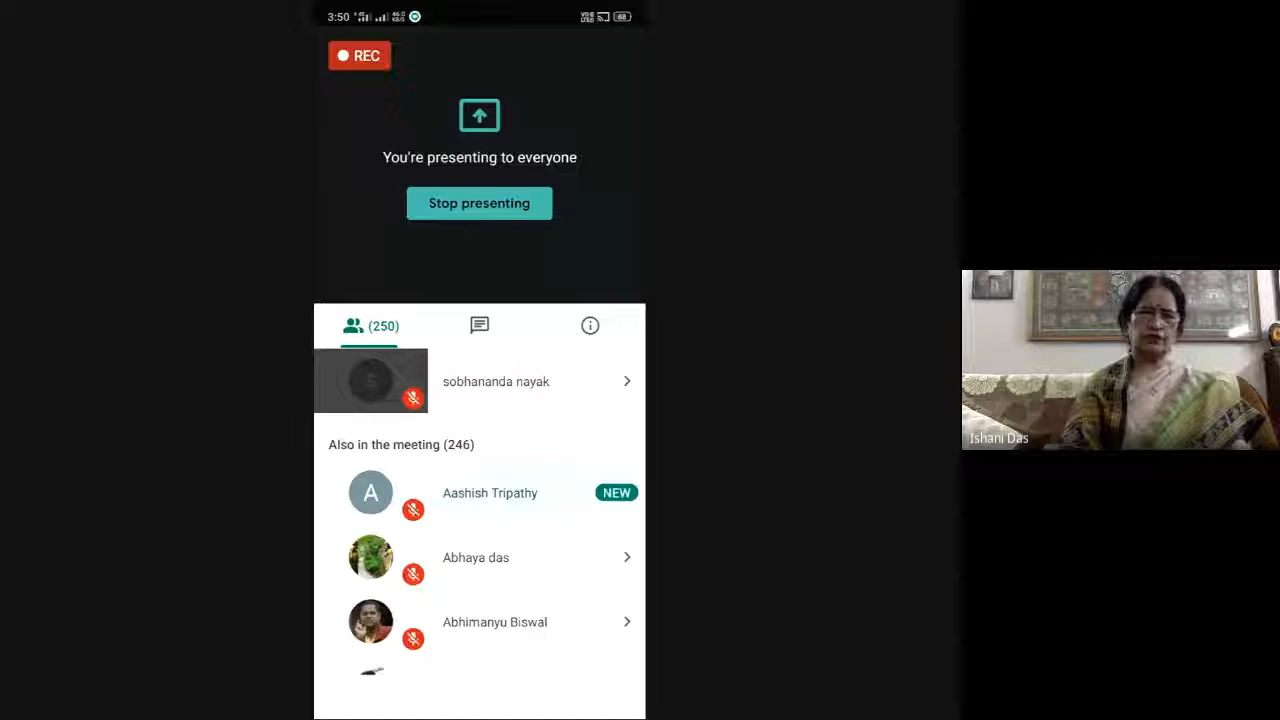 3:50
REC
You're presenting to everyone
Stop presenting
(250)
sobhananda nayak
Also in the meeting (246)
A
Aashish Tripathy
NEW
Abhaya das
Abhimanyu Biswal
Ishani Das